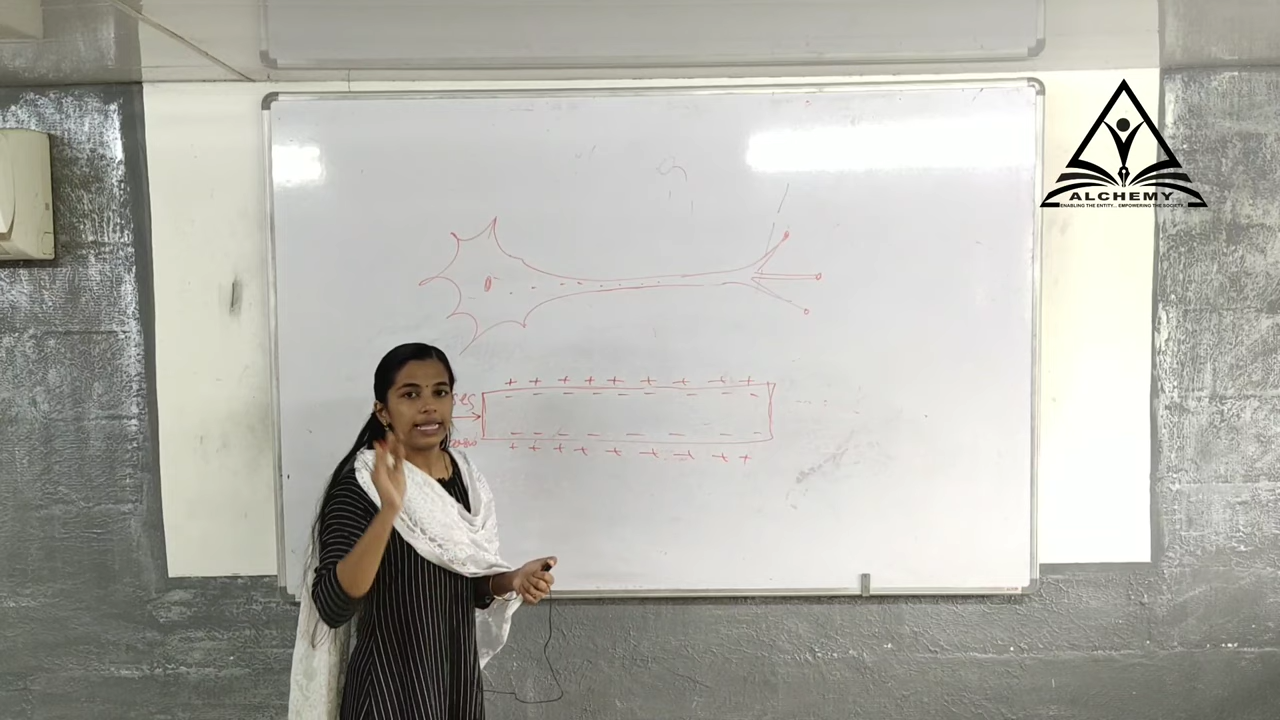 ALCHEMY
ENABLING THE ENTITY... EMPOWERING THE SOCIETY...
+ + + + + + + + +
- - - - - - - - -
- - - - - - - -
+ + + + + + + + +